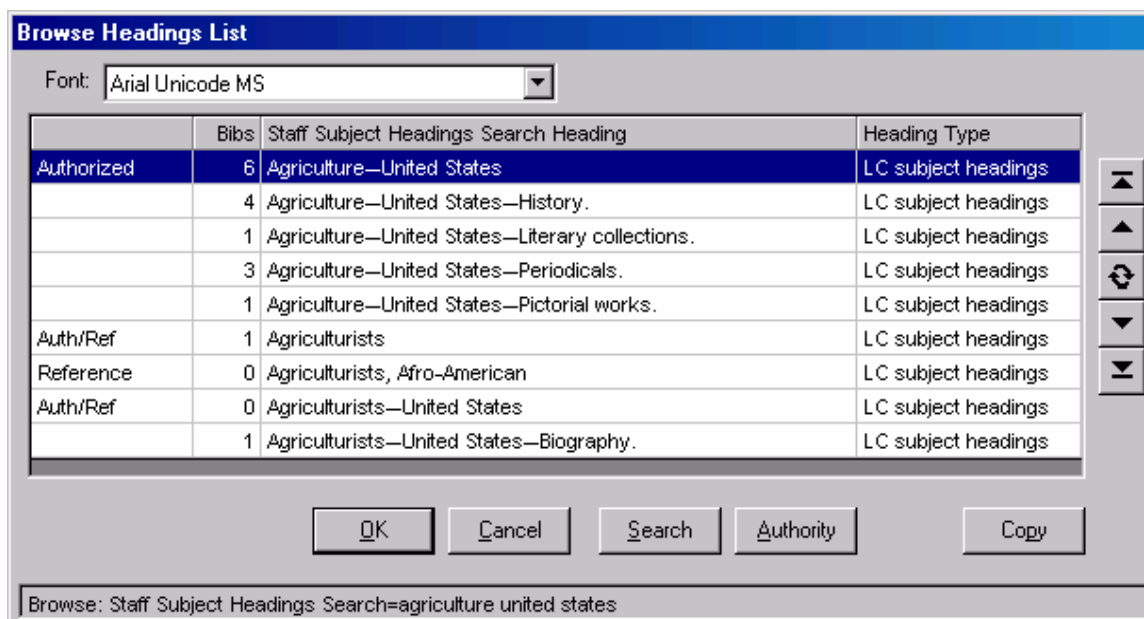 Browse Headings List
Font: Arial Unicode MS
Bibs Staff Subject Headings Search Heading Heading Type
Authorized 6 Agriculture—United States LC subject headings
4 Agriculture—United States—History. LC subject headings
1 Agriculture—United States—Literary collections. LC subject headings
3 Agriculture—United States—Periodicals. LC subject headings
1 Agriculture—United States—Pictorial works. LC subject headings
Auth/Ref 1 Agriculturists LC subject headings
Reference 0 Agriculturists, Afro-American LC subject headings
Auth/Ref 0 Agriculturists—United States LC subject headings
1 Agriculturists—United States—Biography. LC subject headings
OK Cancel Search Authority Copy
Browse: Staff Subject Headings Search=agriculture united states